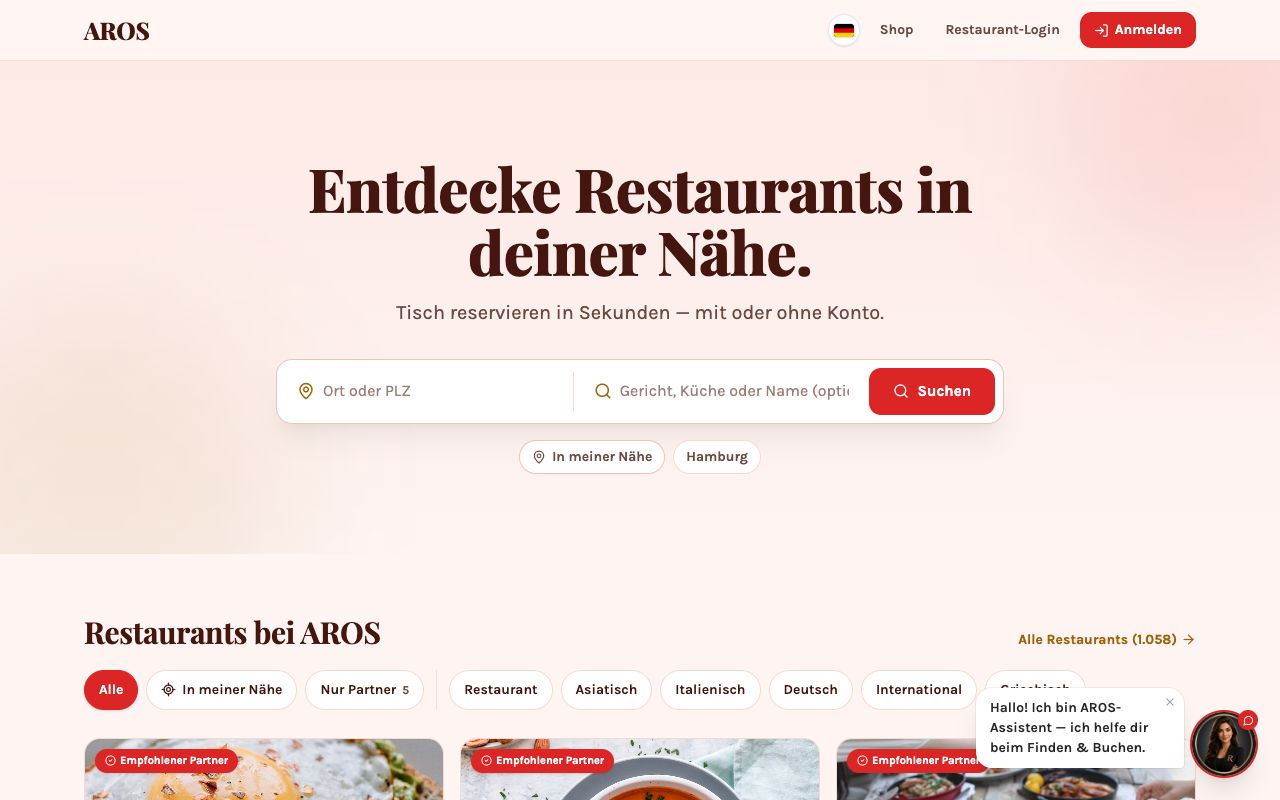 AROS
Shop
Restaurant-Login
Anmelden
Entdecke Restaurants in
deiner Nähe.
Tisch reservieren in Sekunden — mit oder ohne Konto.
Ort oder PLZ
Gericht, Küche oder Name (optic
Suchen
In meiner Nähe
Hamburg
Restaurants bei AROS
Alle Restaurants (1.058) →
Alle
In meiner Nähe
Nur Partner 5
Restaurant
Asiatisch
Italienisch
Deutsch
International
Hallo! Ich bin AROS-
Assistent — ich helfe dir
beim Finden & Buchen.
Empfohlener Partner
Empfohlener Partner
Empfohlener Partner